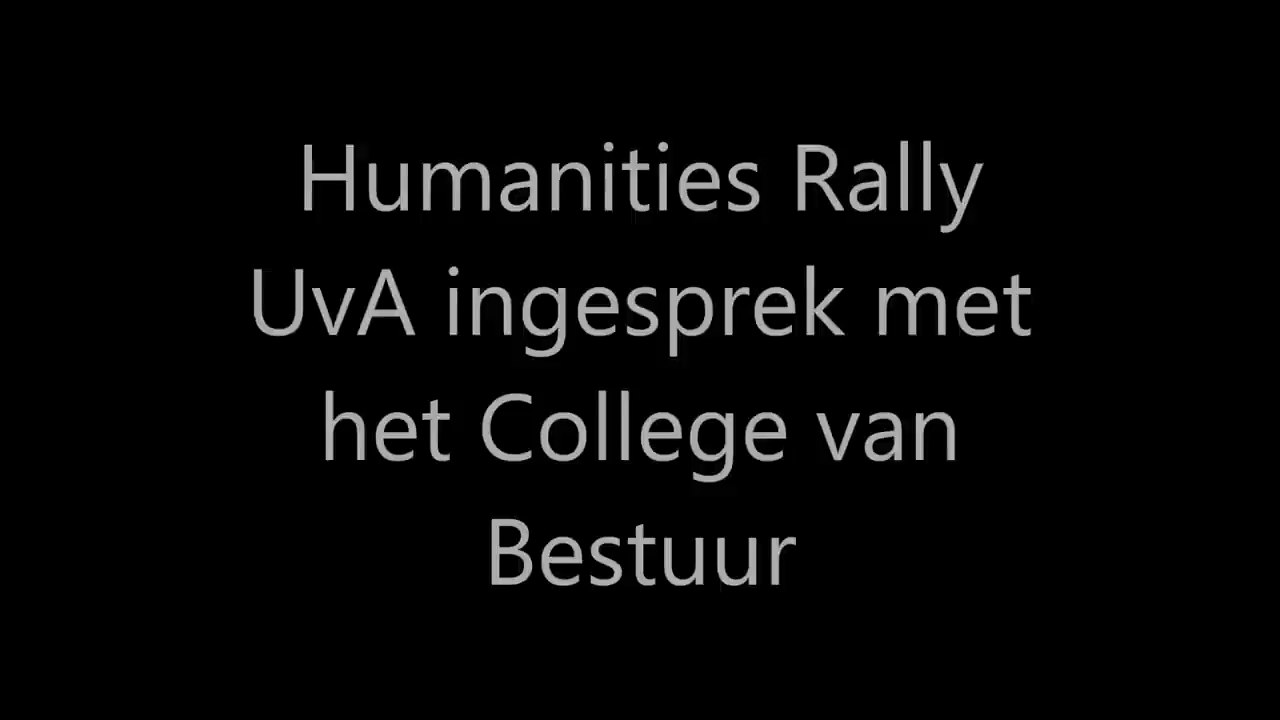 Humanities Rally
UvA ingesprek met
het College van
Bestuur